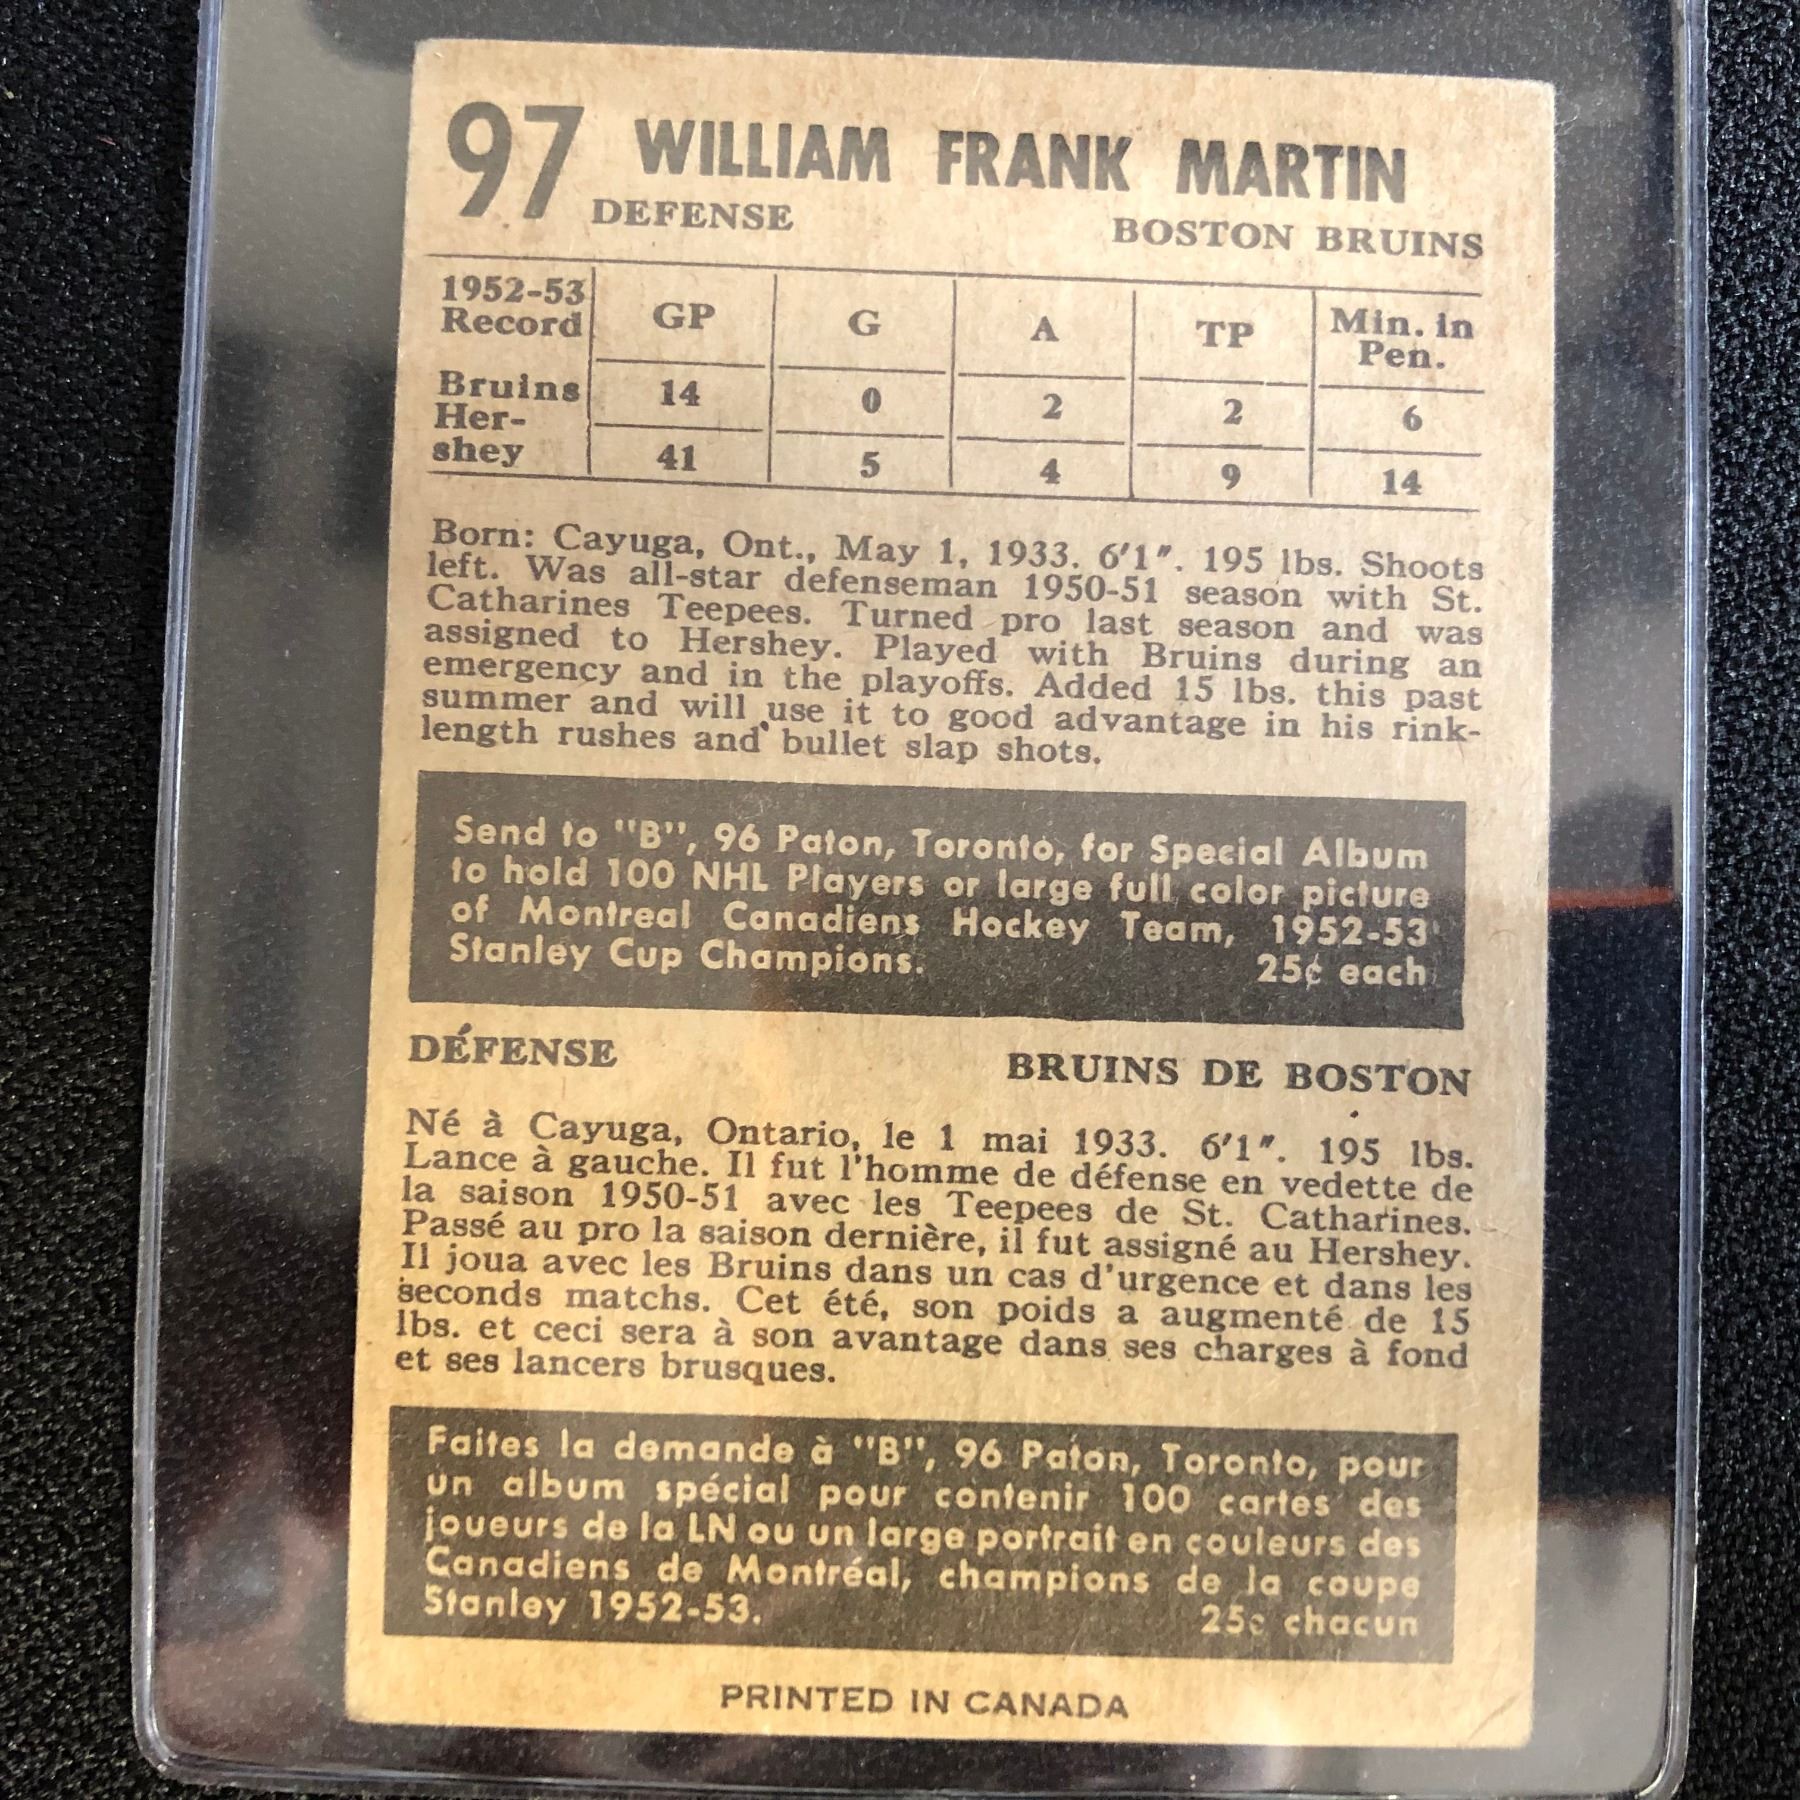 97 WILLIAM FRANK MARTIN
DEFENSE BOSTON BRUINS
1952-53 Record GP G A TP Min. in Pen.
Bruins 14 0 2 2 6
Her-shey 41 5 4 9 14
Born: Cayuga, Ont., May 1, 1933. 6'1". 195 lbs. Shoots
left. Was all-star defenseman 1950-51 season with St.
Catharines Teepees. Turned pro last season and was
assigned to Hershey. Played with Bruins during an
emergency and in the playoffs. Added 15 lbs. this past
summer and will use it to good advantage in his rink-
length rushes and bullet slap shots.
Send to "B", 96 Paton, Toronto, for Special Album
to hold 100 NHL Players or large full color picture
of Montreal Canadiens Hockey Team, 1952-53
Stanley Cup Champions. 25¢ each
DÉFENSE BRUINS DE BOSTON
Né à Cayuga, Ontario, le 1 mai 1933. 6'1". 195 lbs.
Lance à gauche. Il fut l'homme de défense en vedette de
la saison 1950-51 avec les Teepees de St. Catharines.
Passé au pro la saison dernière, il fut assigné au Hershey.
Il joua avec les Bruins dans un cas d'urgence et dans les
seconds matchs. Cet été, son poids a augmenté de 15
lbs. et ceci sera à son avantage dans ses charges à fond
et ses lancers brusques.
Faites la demande à "B", 96 Paton, Toronto, pour
un album spécial pour contenir 100 cartes des
joueurs de la LN ou un large portrait en couleurs des
Canadiens de Montréal, champions de la coupe
Stanley 1952-53. 25¢ chacun
PRINTED IN CANADA